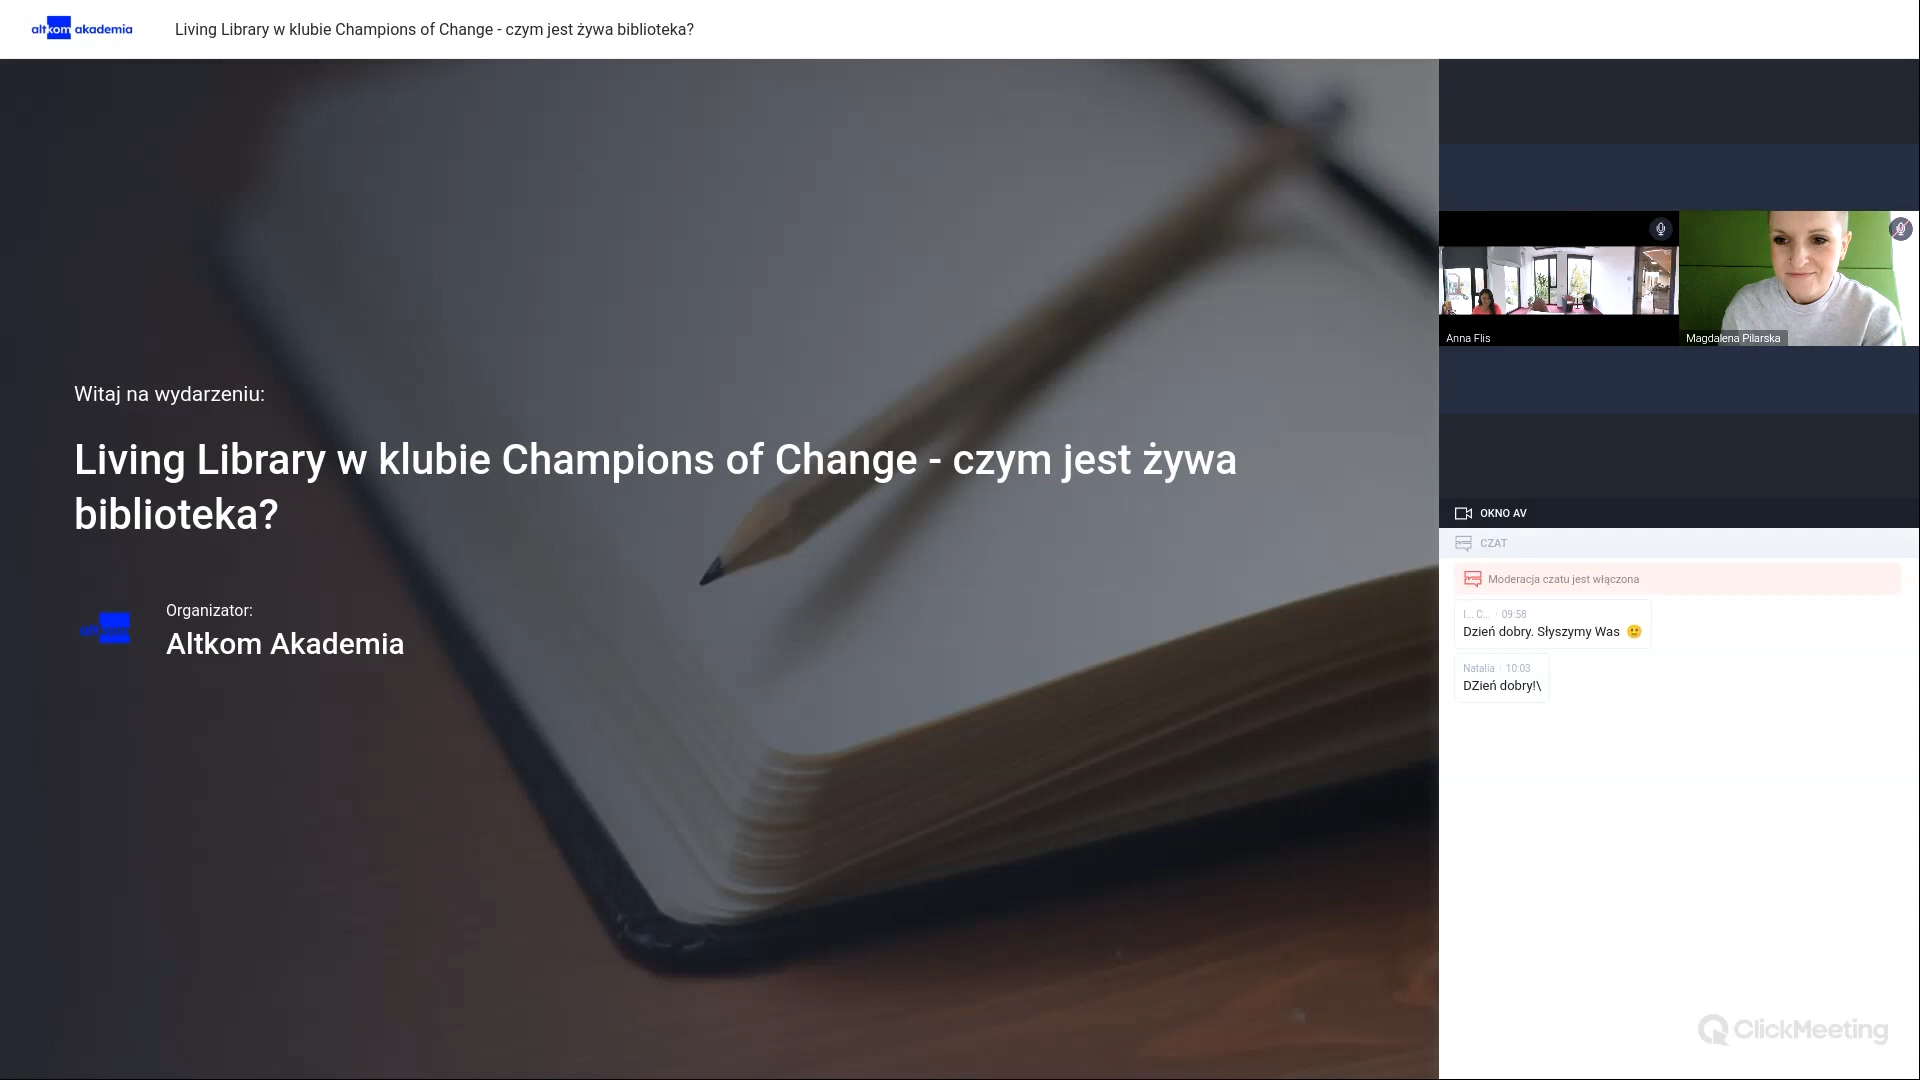 altkom akademia
Living Library w klubie Champions of Change - czym jest żywa biblioteka?
Witaj na wydarzeniu:
Living Library w klubie Champions of Change - czym jest żywa
biblioteka?
altkom
Organizator:
Altkom Akademia
Anna Flis
Magdalena Pilarska
OKNO AV
CZAT
Moderacja czatu jest włączona
I... C... 09:58
Dzień dobry. Słyszymy Was 🙂
Natalia 10:03
DZień dobry!\
ClickMeeting